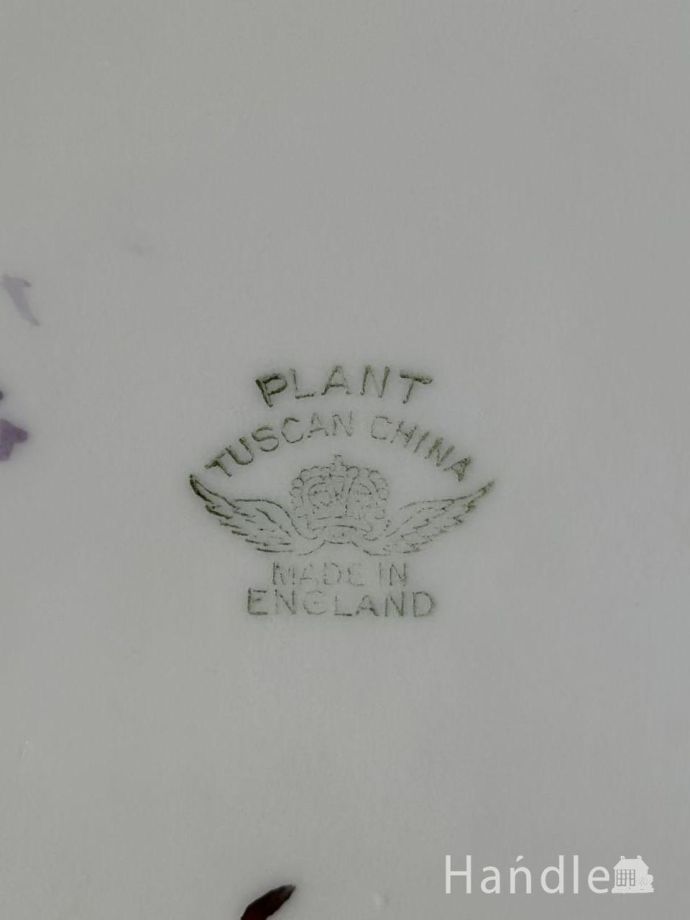 PLANT
TUSCAN CHINA
MADE IN
ENGLAND
Handle